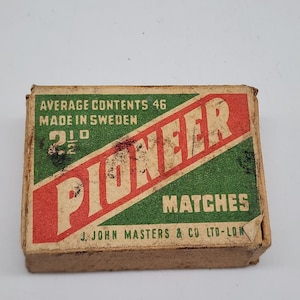 AVERAGE CONTENTS 46
MADE IN SWEDEN
2½D
PIONEER
MATCHES
J. JOHN MASTERS & CO LTD-LON